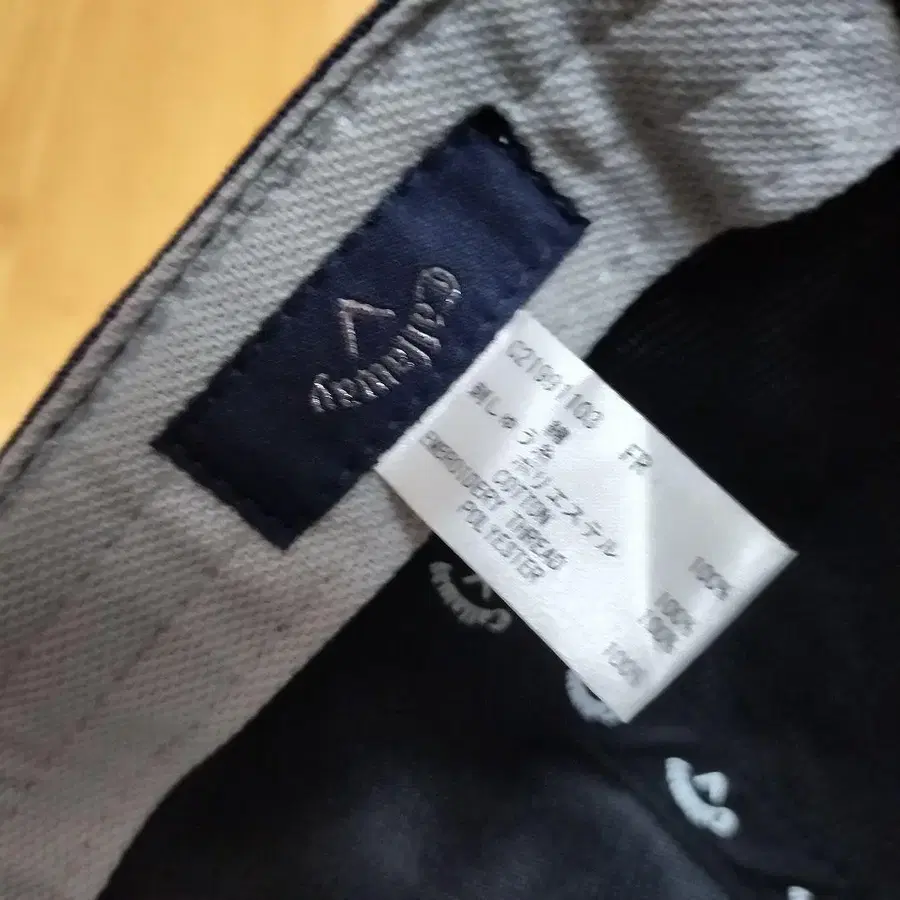 Callaway
C21991103 FR
綿 100%
刺しゅう糸
ポリエステル 100%
COTTON 100%
EMBROIDERY THREAD
POLYESTER 100%
Callaway